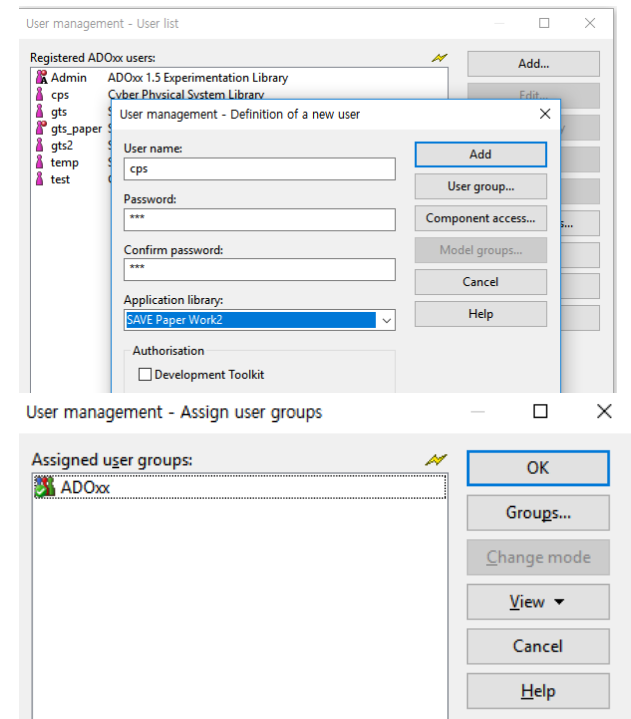 User management - User list
Registered ADOxx users:
Admin ADOxx 1.5 Experimentation Library
cps Cyber Physical System Library
gts
gts_paper
gts2
temp
test
Add...
User management - Definition of a new user
User name:
cps
Password:
***
Confirm password:
***
Application library:
SAVE Paper Work2
Authorisation
Development Toolkit
Add
User group...
Component access...
Model groups...
Cancel
Help
User management - Assign user groups
Assigned user groups:
ADOxx
OK
Groups...
Change mode
View
Cancel
Help